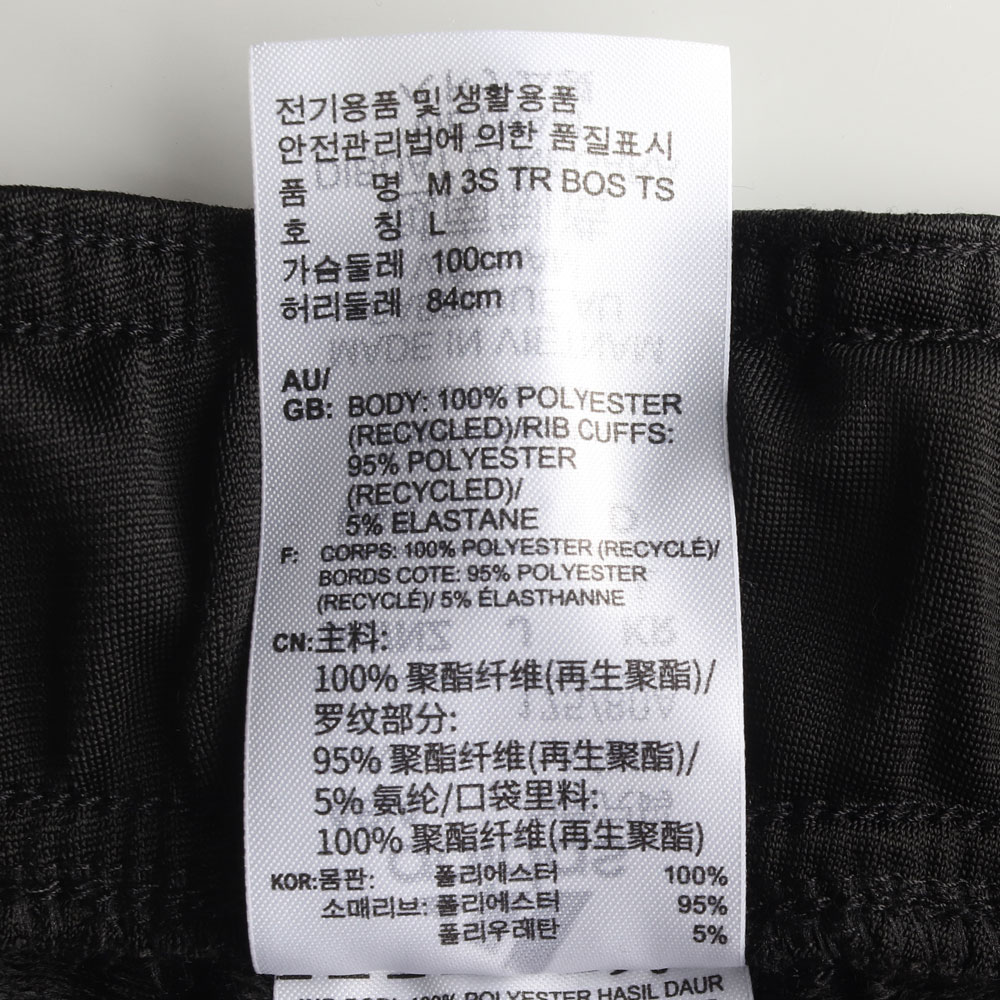 전기용품 및 생활용품
안전관리법에 의한 품질표시
품 명 M 3S TR BOS TS
호 칭 L
가슴둘레 100cm
허리둘레 84cm
AU/
GB: BODY: 100% POLYESTER
(RECYCLED)/RIB CUFFS:
95% POLYESTER
(RECYCLED)/
5% ELASTANE
F: CORPS: 100% POLYESTER (RECYCLÉ)/
BORDS COTE: 95% POLYESTER
(RECYCLÉ)/ 5% ÉLASTHANNE
CN:主料:
100% 聚酯纤维(再生聚酯)/
罗纹部分:
95% 聚酯纤维(再生聚酯)/
5% 氨纶/口袋里料:
100% 聚酯纤维(再生聚酯)
KOR:몸판: 폴리에스터 100%
소매리브: 폴리에스터 95%
폴리우레탄 5%
100% POLYESTER HASIL DAUR